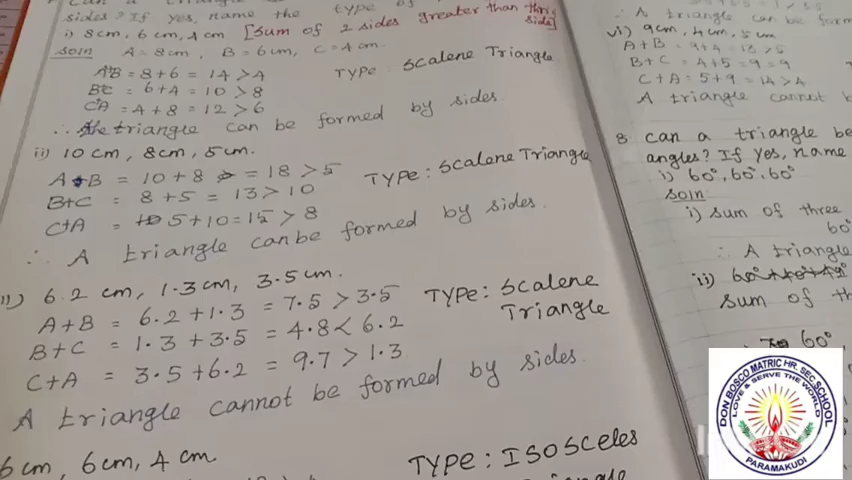 sides? If yes, name the type of
i) 8cm, 6cm, 4cm [Sum of 2 sides greater than
side]
Soln A = 8cm, B = 6cm, C = 4cm.
A+B = 8+6 = 14 > 4
BC = 6+4 = 10 > 8
CA = 4+8 = 12 > 6
Type: Scalene Triangle
∴ triangle can be formed by sides.
ii) 10cm, 8cm, 5cm.
A+B = 10+8 = 18 > 5
B+C = 8+5 = 13 > 10
C+A = 5+10 = 15 > 8
Type: Scalene Triangle
∴ A triangle canbe formed by sides.
6.2 cm, 1.3cm, 3.5cm.
A+B = 6.2+1.3 = 7.5 > 3.5
B+C = 1.3+3.5 = 4.8 < 6.2
C+A = 3.5+6.2 = 9.7 > 1.3
Type: Scalene
Triangle
A triangle cannot be formed by sides.
6cm, 6cm, 4cm
Type: ISOSceles
∴ A triangle can be
vi) 9cm, 4cm, 5cm
A+B = 9+4 = 13 > 5
B+C = 4+5 = 9 = 9
C+A = 5+9 = 14 > 4
A triangle cannot
8. can a triangle be
angles? If yes, name
i) 60°, 60°, 60°
soln
i) sum of three
60°
∴ A triangle
ii)
sum of
60°,
DON BOSCO MATRIC HR. SEC. SCHOOL
LOVE & SERVE THE WORLD
PARAMAKUDI